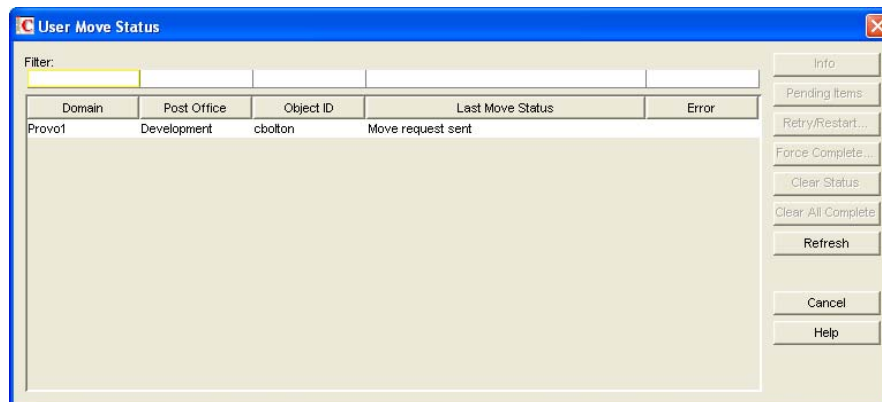 User Move Status
Filter:
Domain Post Office Object ID Last Move Status Error
Provo1 Development cbolton Move request sent
Info
Pending Items
Retry/Restart...
Force Complete...
Clear Status
Clear All Complete
Refresh
Cancel
Help